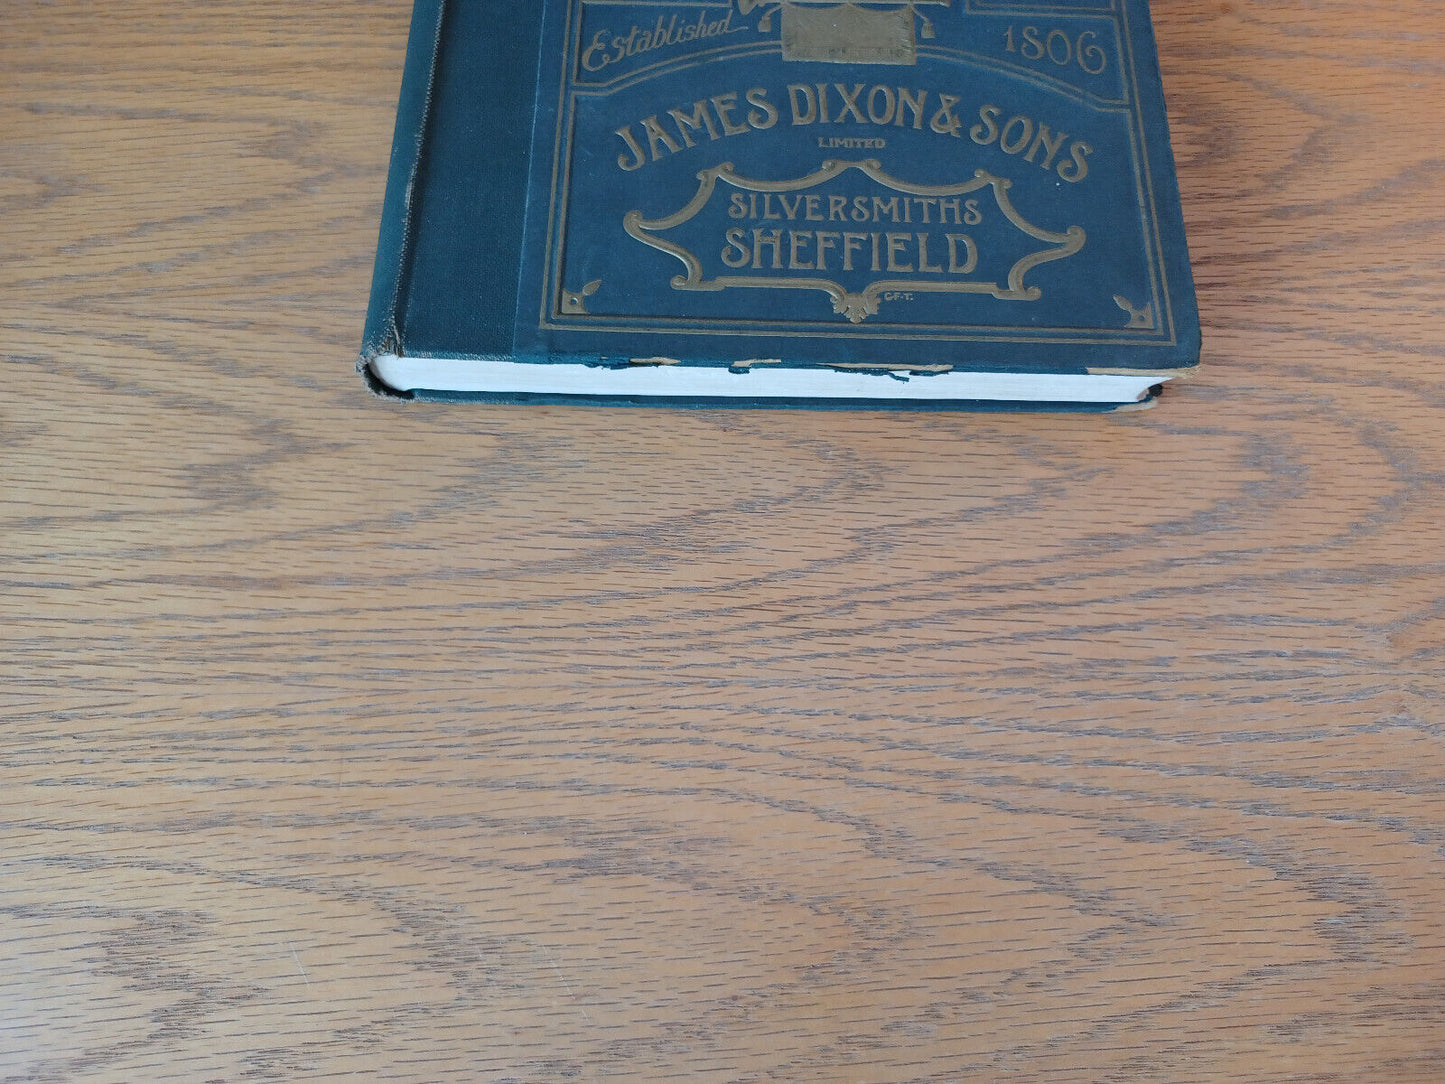 Established 1806
JAMES DIXON & SONS
LIMITED
SILVERSMITHS
SHEFFIELD
C.F.T.